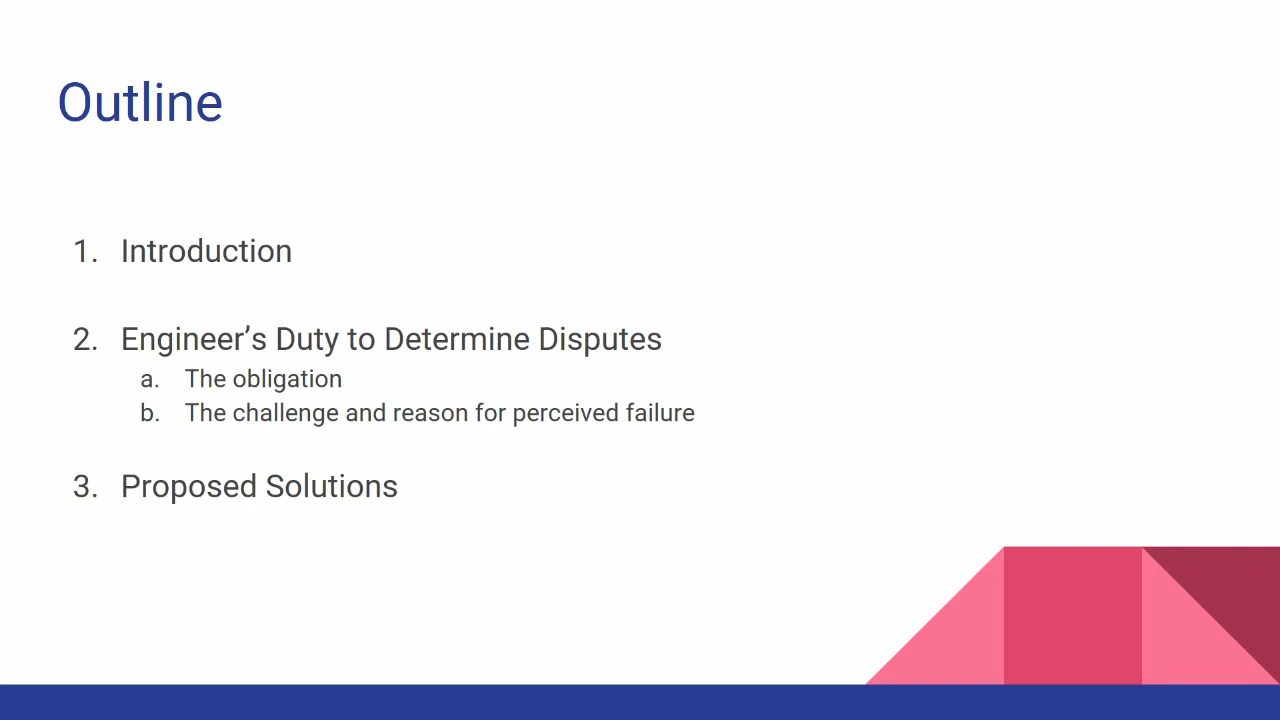 Outline
1. Introduction
2. Engineer’s Duty to Determine Disputes
a. The obligation
b. The challenge and reason for perceived failure
3. Proposed Solutions